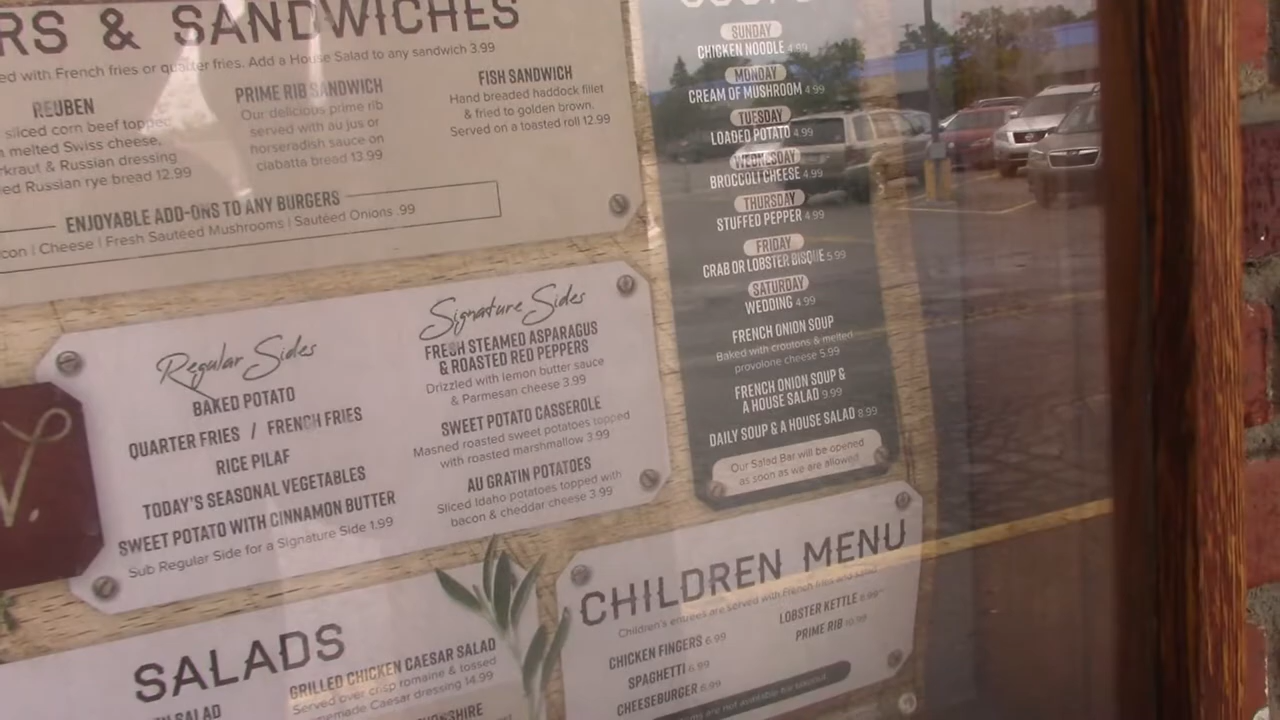 RS & SANDWICHES
ed with French fries or quarter fries. Add a House Salad to any sandwich 3.99
REUBEN
sliced corn beef topped
melted Swiss cheese,
rkraut & Russian dressing
ed Russian rye bread 12.99
PRIME RIB SANDWICH
Our delicious prime rib
served with au jus or
horseradish sauce on
ciabatta bread 13.99
FISH SANDWICH
Hand breaded haddock fillet
& fried to golden brown.
Served on a toasted roll 12.99
ENJOYABLE ADD-ONS TO ANY BURGERS
con | Cheese | Fresh Sautéed Mushrooms | Sautéed Onions .99
SUNDAY
CHICKEN NOODLE 4.99
MONDAY
CREAM OF MUSHROOM 4.99
TUESDAY
LOADED POTATO 4.99
WEDNESDAY
BROCCOLI CHEESE 4.99
THURSDAY
STUFFED PEPPER 4.99
FRIDAY
CRAB OR LOBSTER BISQUE 5.99
SATURDAY
WEDDING 4.99
FRENCH ONION SOUP
Baked with croutons & melted
provolone cheese 5.99
FRENCH ONION SOUP &
A HOUSE SALAD 9.99
DAILY SOUP & A HOUSE SALAD 8.99
Our Salad Bar will be opened
as soon as we are allowed
Regular Sides
BAKED POTATO
QUARTER FRIES / FRENCH FRIES
RICE PILAF
TODAY'S SEASONAL VEGETABLES
SWEET POTATO WITH CINNAMON BUTTER
Sub Regular Side for a Signature Side 1.99
Signature Sides
FRESH STEAMED ASPARAGUS
& ROASTED RED PEPPERS
Drizzled with lemon butter sauce
& Parmesan cheese 3.99
SWEET POTATO CASSEROLE
Mashed roasted sweet potatoes topped
with roasted marshmallow 3.99
AU GRATIN POTATOES
Sliced Idaho potatoes topped with
bacon & cheddar cheese 3.99
SALADS
GRILLED CHICKEN CAESAR SALAD
Served over crisp romaine & tossed
emade Caesar dressing 14.99
SALAD
SHIRE
CHILDREN MENU
Children's entrees are served with French fries and salad
CHICKEN FINGERS 6.99
SPAGHETTI 6.99
CHEESEBURGER 6.99
LOBSTER KETTLE 6.99
PRIME RIB 10.99
are not available for takeout